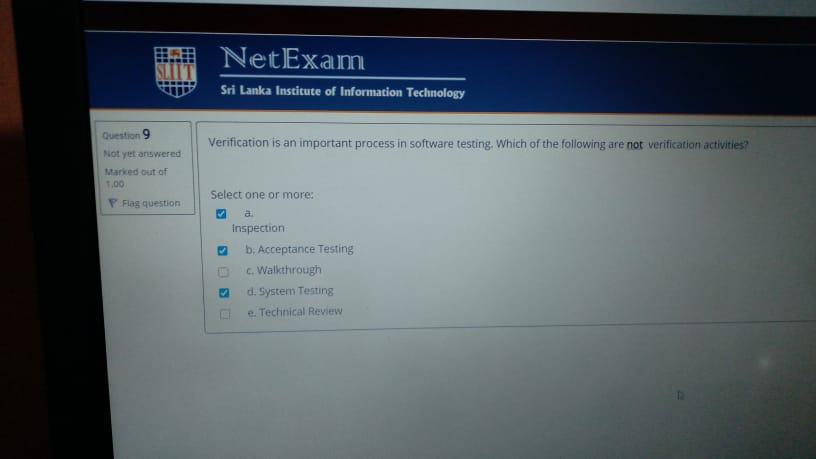 SLIIT
NetExam
Sri Lanka Institute of Information Technology
Question 9
Not yet answered
Marked out of
1.00
Flag question
Verification is an important process in software testing. Which of the following are not verification activities?
Select one or more:
a.
Inspection
b. Acceptance Testing
c. Walkthrough
d. System Testing
e. Technical Review